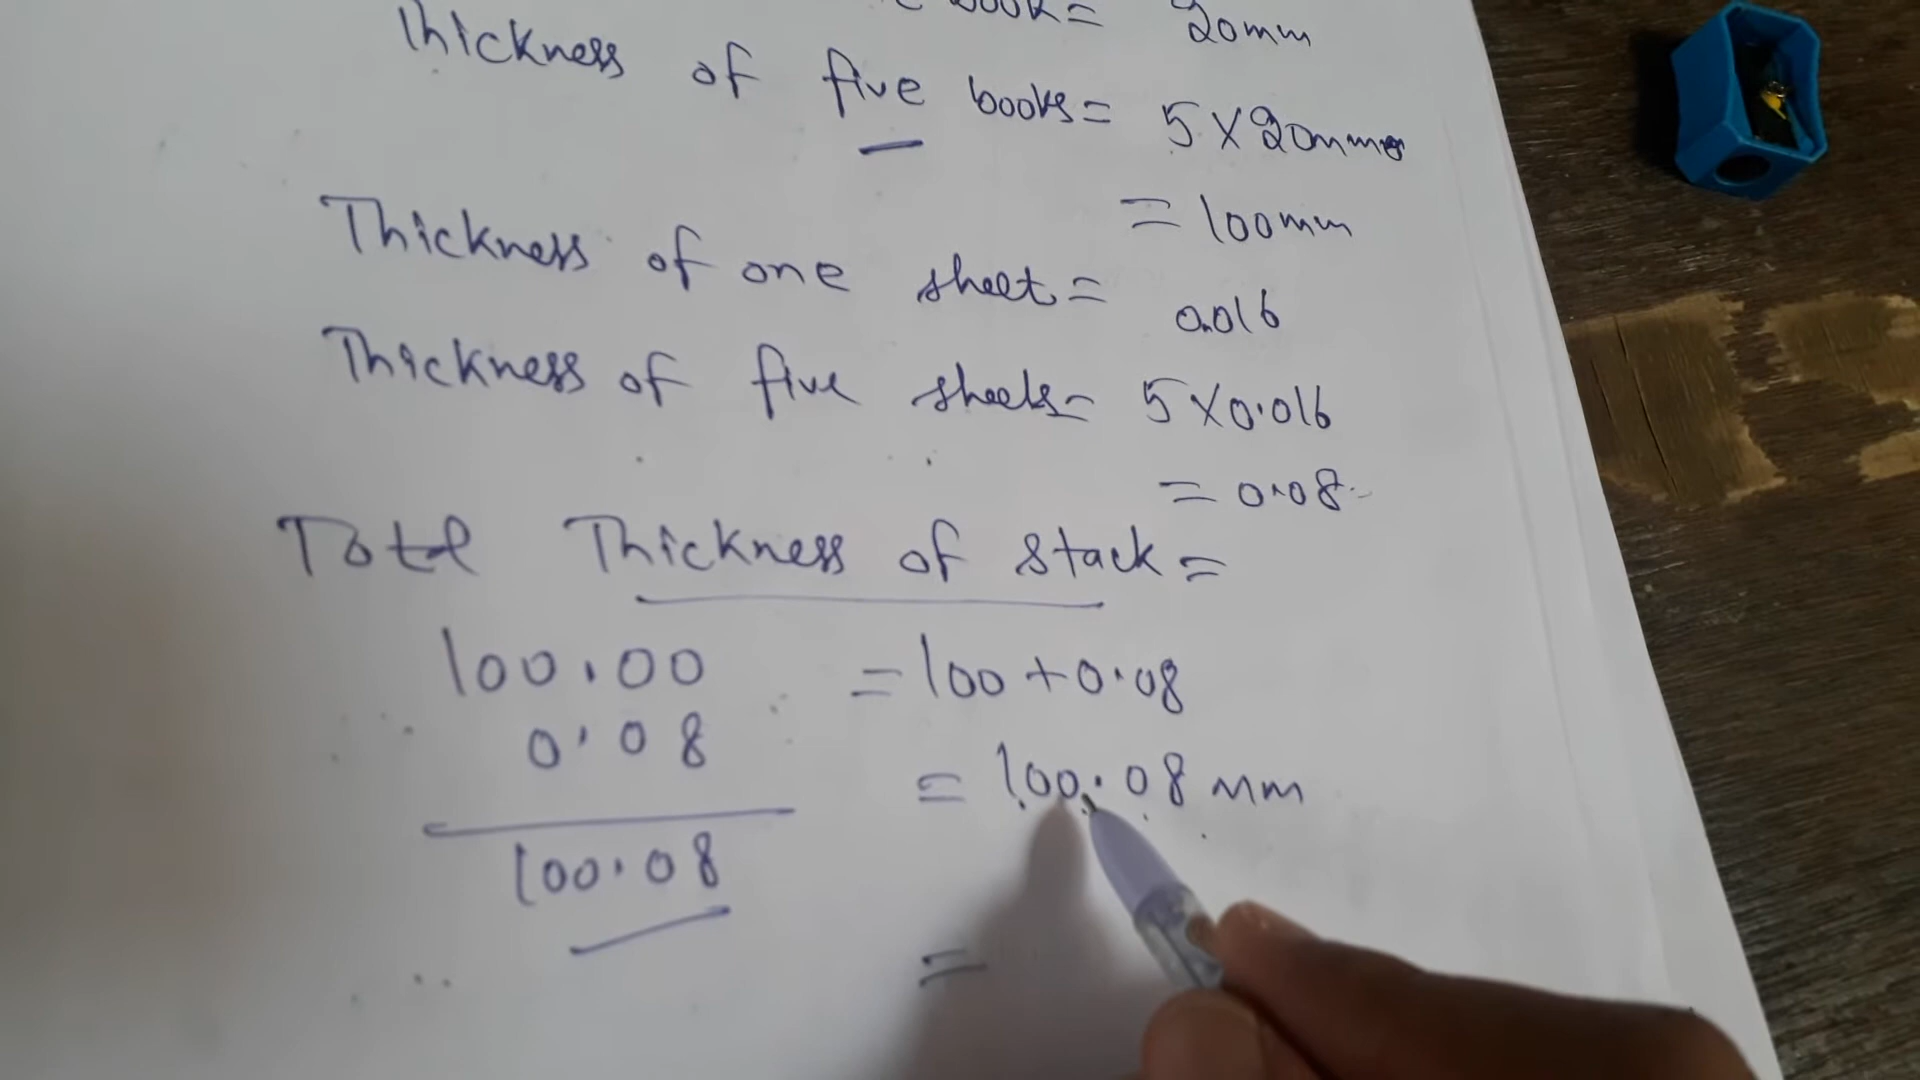 book= 20mm
Thickness of five books= 5 X 20mm
= 100mm
Thickness of one sheet= 0.016
Thickness of five sheets= 5 X 0.016
= 0.08
Total Thickness of stack=
100.00 = 100 + 0.08
0.08
= 100.08 mm
100.08
=